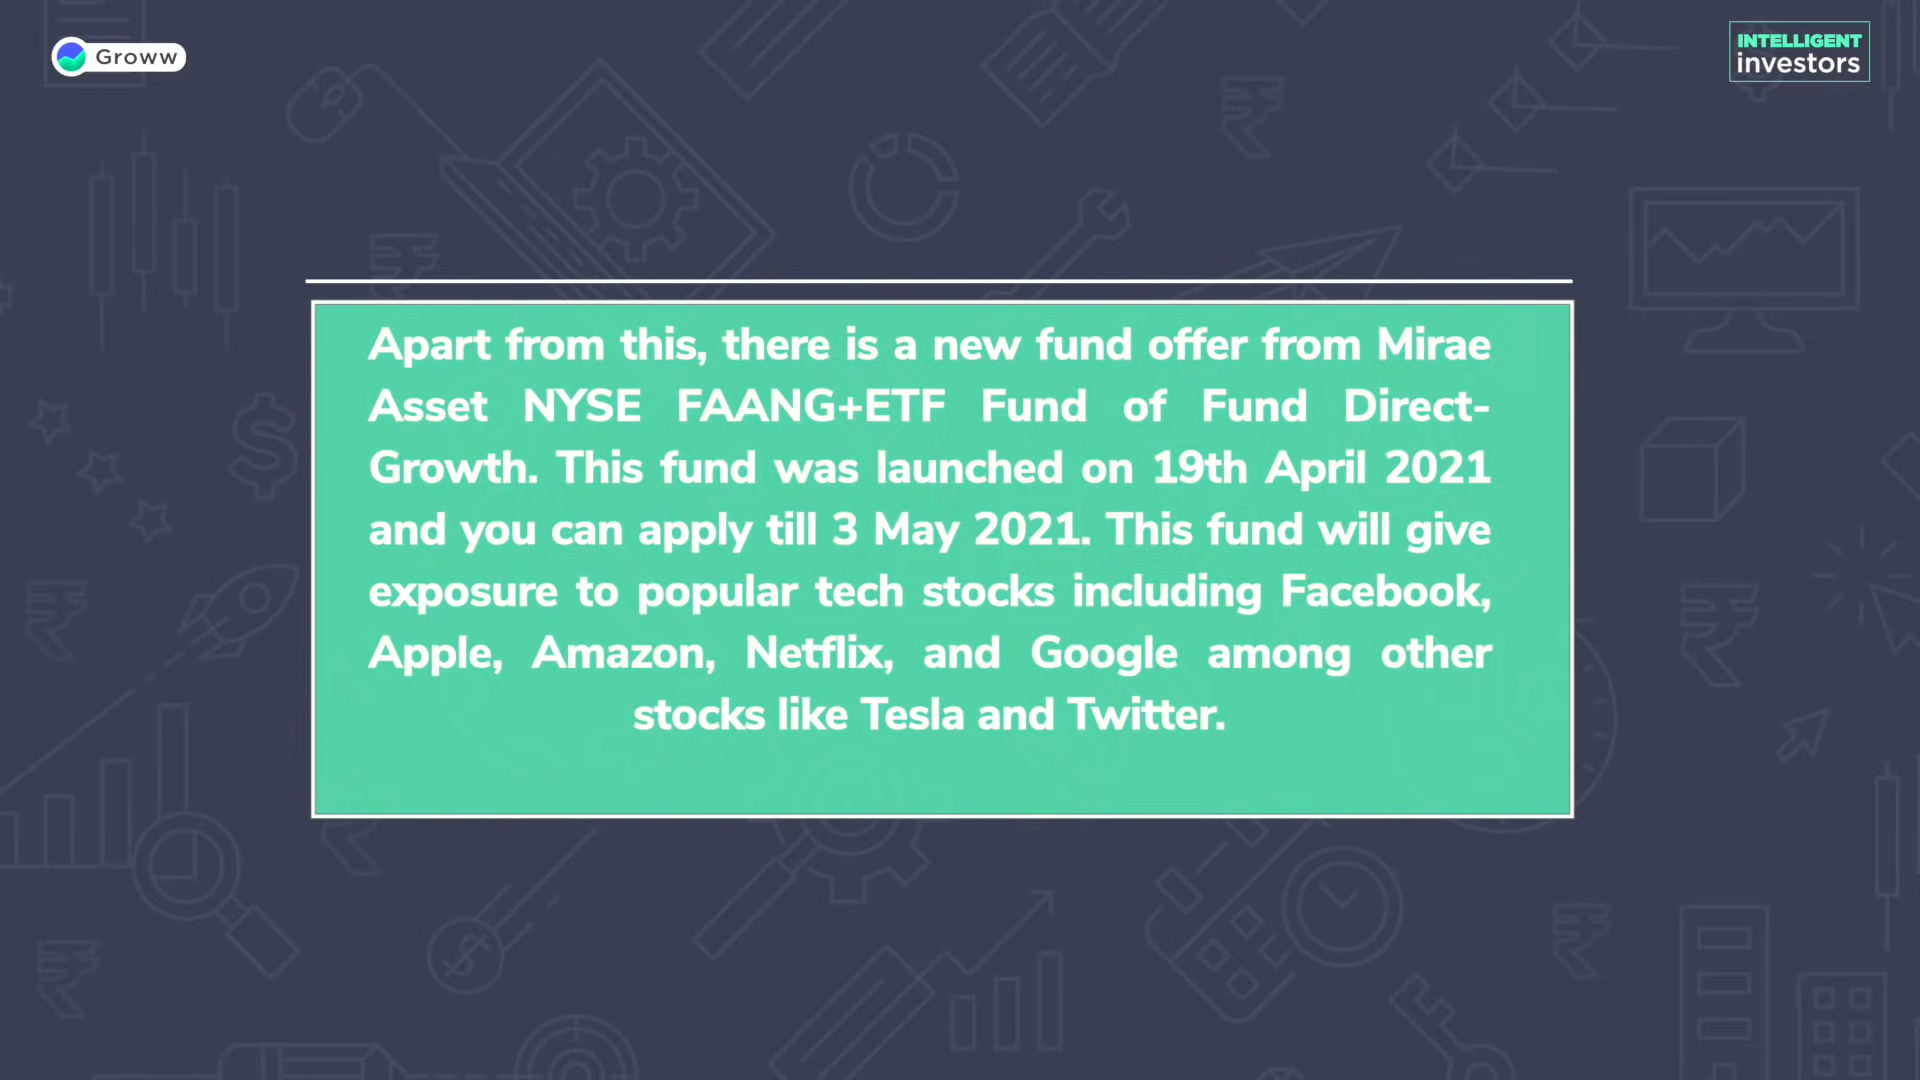 Groww
INTELLIGENT
investors
Apart from this, there is a new fund offer from Mirae
Asset NYSE FAANG+ETF Fund of Fund Direct-
Growth. This fund was launched on 19th April 2021
and you can apply till 3 May 2021. This fund will give
exposure to popular tech stocks including Facebook,
Apple, Amazon, Netflix, and Google among other
stocks like Tesla and Twitter.